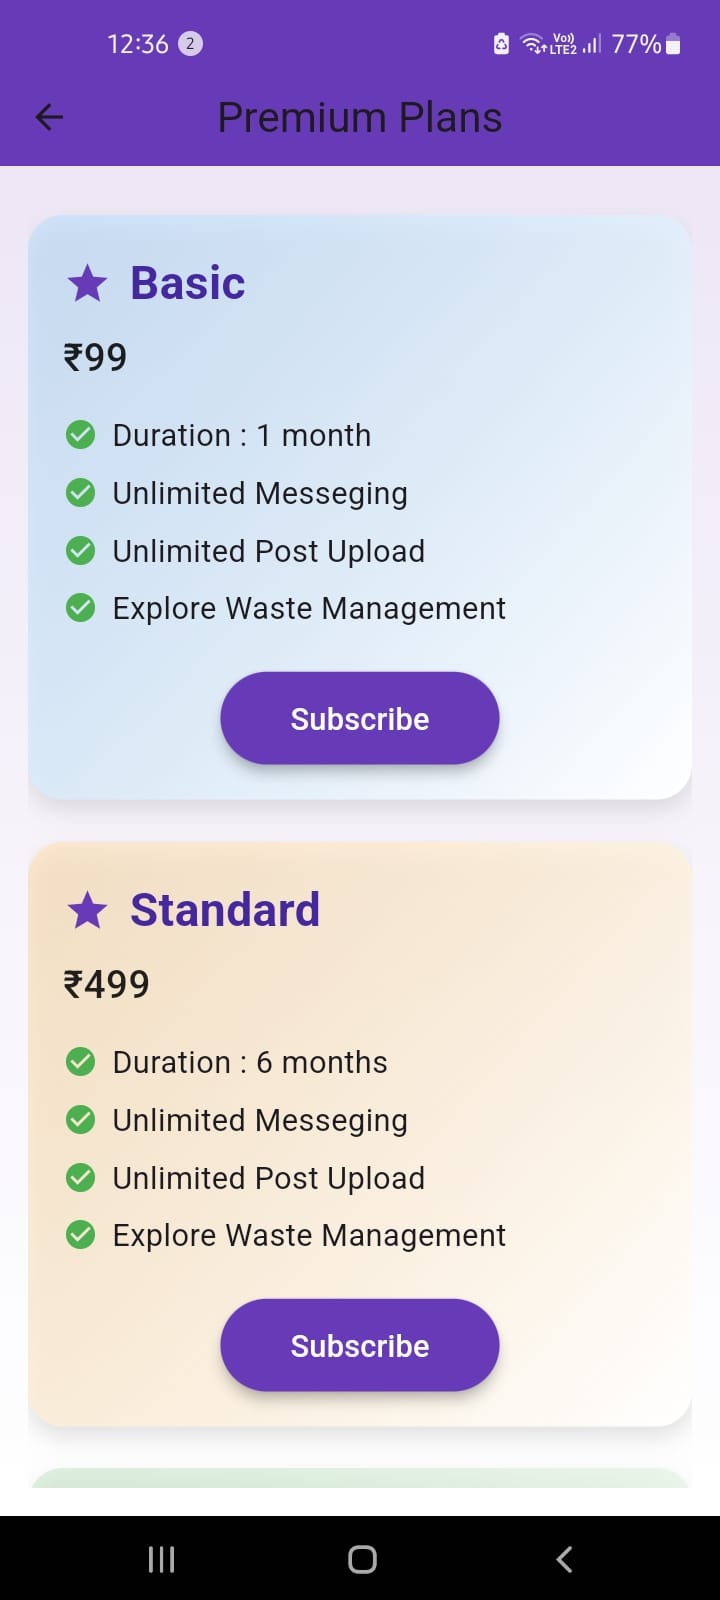 12:36 2 Vo)) LTE2 77%
Premium Plans
Basic
₹99
Duration : 1 month
Unlimited Messeging
Unlimited Post Upload
Explore Waste Management
Subscribe
Standard
₹499
Duration : 6 months
Unlimited Messeging
Unlimited Post Upload
Explore Waste Management
Subscribe